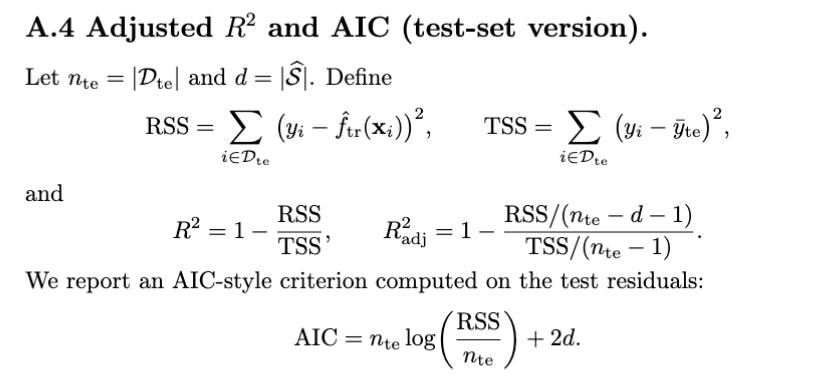 A.4 Adjusted R² and AIC (test-set version).
Let n_te = |𝒟_te| and d = |Ŝ|. Define
RSS = ∑_{i∈𝒟_te} (y_i − f̂_tr(𝐱_i))², TSS = ∑_{i∈𝒟_te} (y_i − ȳ_te)²,
and
R² = 1 − RSS/TSS, R²_adj = 1 − (RSS/(n_te − d − 1))/(TSS/(n_te − 1)).
We report an AIC-style criterion computed on the test residuals:
AIC = n_te log(RSS/n_te) + 2d.